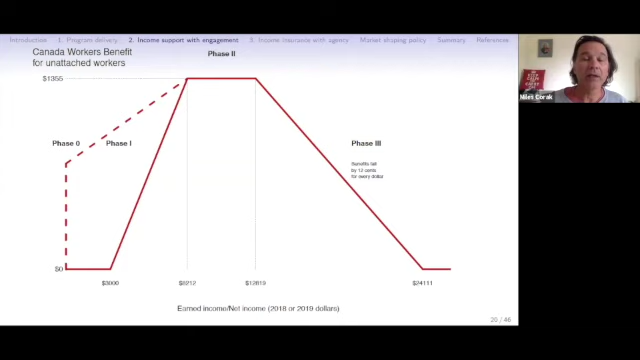 Introduction 1. Program delivery 2. Income support with engagement 3. Income insurance with agency Market shaping policy Summary References
Canada Workers Benefit
for unattached workers
Phase II
$1355
Phase 0
Phase I
Phase III
Benefits fall
by 12 cents
for every dollar
$0
$3000
$8212
$12819
$24111
Earned income/Net income (2018 or 2019 dollars)
20 / 46
KEEP
CALM
Miles Corak